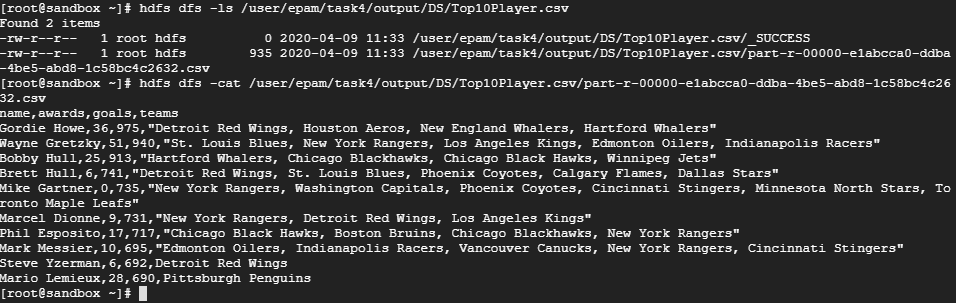 [root@sandbox ~]# hdfs dfs -ls /user/epam/task4/output/DS/Top10Player.csv
Found 2 items
-rw-r--r--   1 root hdfs          0 2020-04-09 11:33 /user/epam/task4/output/DS/Top10Player.csv/_SUCCESS
-rw-r--r--   1 root hdfs        935 2020-04-09 11:33 /user/epam/task4/output/DS/Top10Player.csv/part-r-00000-e1abcca0-ddba
-4be5-abd8-1c58bc4c2632.csv
[root@sandbox ~]# hdfs dfs -cat /user/epam/task4/output/DS/Top10Player.csv/part-r-00000-e1abcca0-ddba-4be5-abd8-1c58bc4c26
32.csv
name,awards,goals,teams
Gordie Howe,36,975,"Detroit Red Wings, Houston Aeros, New England Whalers, Hartford Whalers"
Wayne Gretzky,51,940,"St. Louis Blues, New York Rangers, Los Angeles Kings, Edmonton Oilers, Indianapolis Racers"
Bobby Hull,25,913,"Hartford Whalers, Chicago Blackhawks, Chicago Black Hawks, Winnipeg Jets"
Brett Hull,6,741,"Detroit Red Wings, St. Louis Blues, Phoenix Coyotes, Calgary Flames, Dallas Stars"
Mike Gartner,0,735,"New York Rangers, Washington Capitals, Phoenix Coyotes, Cincinnati Stingers, Minnesota North Stars, To
ronto Maple Leafs"
Marcel Dionne,9,731,"New York Rangers, Detroit Red Wings, Los Angeles Kings"
Phil Esposito,17,717,"Chicago Black Hawks, Boston Bruins, Chicago Blackhawks, New York Rangers"
Mark Messier,10,695,"Edmonton Oilers, Indianapolis Racers, Vancouver Canucks, New York Rangers, Cincinnati Stingers"
Steve Yzerman,6,692,Detroit Red Wings
Mario Lemieux,28,690,Pittsburgh Penguins
[root@sandbox ~]#